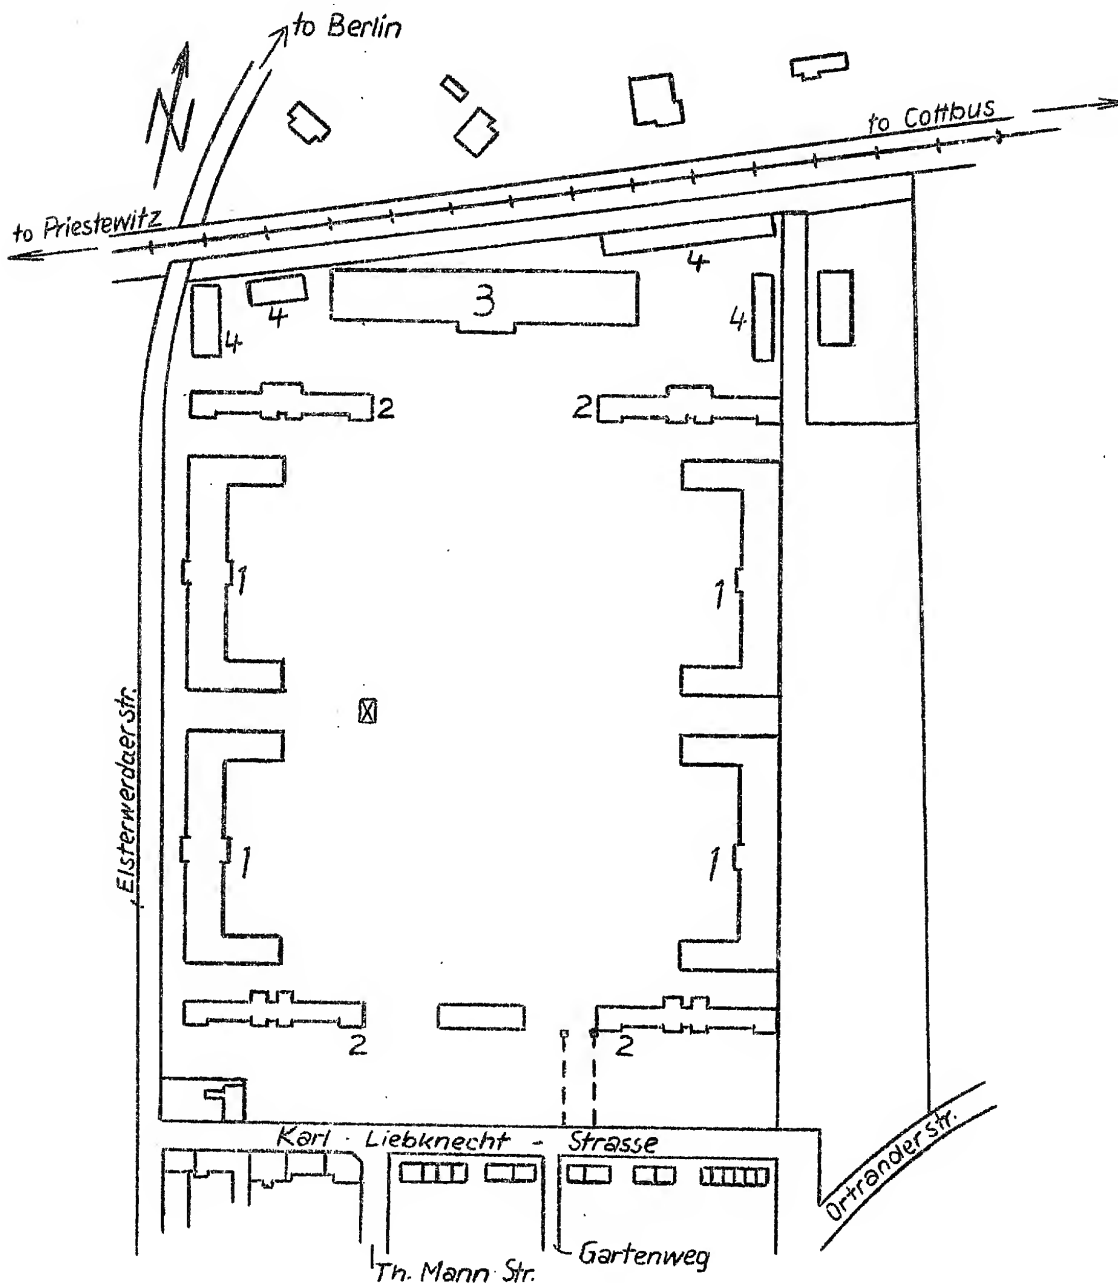 to Berlin
N
to Cottbus
to Priestewitz
4
3
4
4
4
2
2
1
1
Elsterwerdaer str.
X
1
1
2
2
Karl - Liebknecht - Strasse
Ortrander str.
Gartenweg
Th. Mann Str.